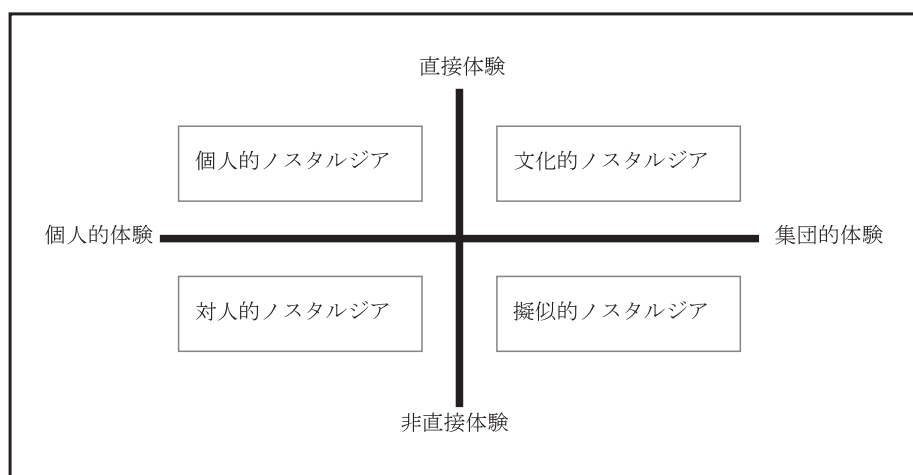 直接体験
個人的ノスタルジア
文化的ノスタルジア
個人的体験
集団的体験
対人的ノスタルジア
擬似的ノスタルジア
非直接体験